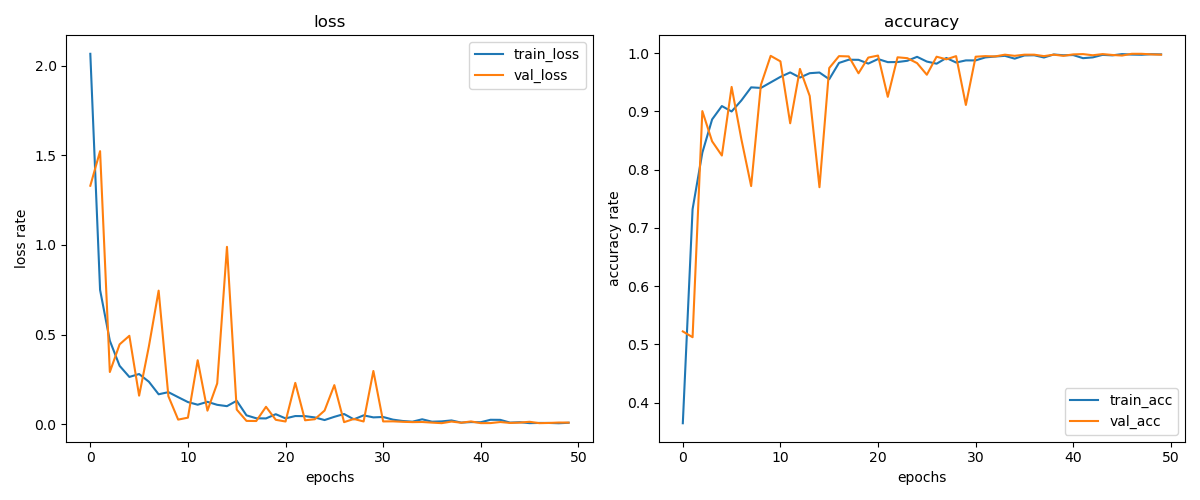 loss
train_loss
val_loss
2.0
1.5
1.0
0.5
0.0
loss rate
0 10 20 30 40 50
epochs
accuracy
1.0
0.9
0.8
0.7
0.6
0.5
0.4
accuracy rate
train_acc
val_acc
0 10 20 30 40 50
epochs